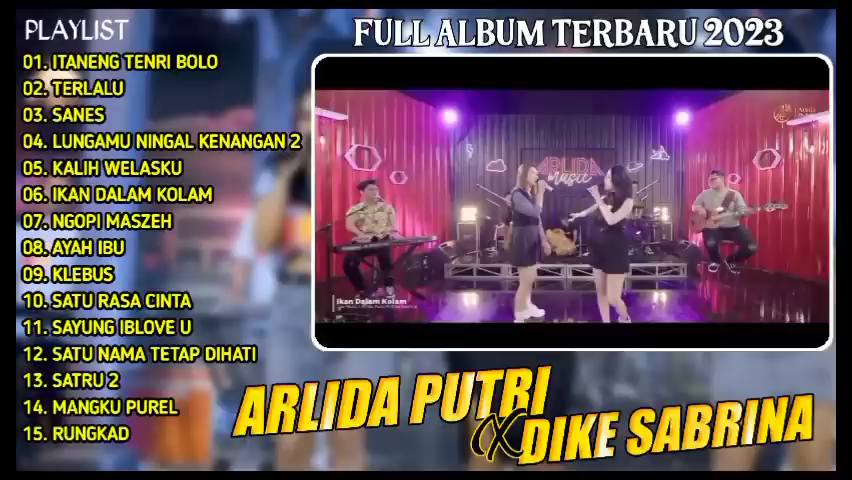 PLAYLIST
01. ITANENG TENRI BOLO
02. TERLALU
03. SANES
04. LUNGAMU NINGAL KENANGAN 2
05. KALIH WELASKU
06. IKAN DALAM KOLAM
07. NGOPI MASZEH
08. AYAH IBU
09. KLEBUS
10. SATU RASA CINTA
11. SAYUNG IBLOVE U
12. SATU NAMA TETAP DIHATI
13. SATRU 2
14. MANGKU PUREL
15. RUNGKAD
FULL ALBUM TERBARU 2023
ARLIDA
Music
Ikan Dalam Kolam
ARLIDA PUTRI
X DIKE SABRINA